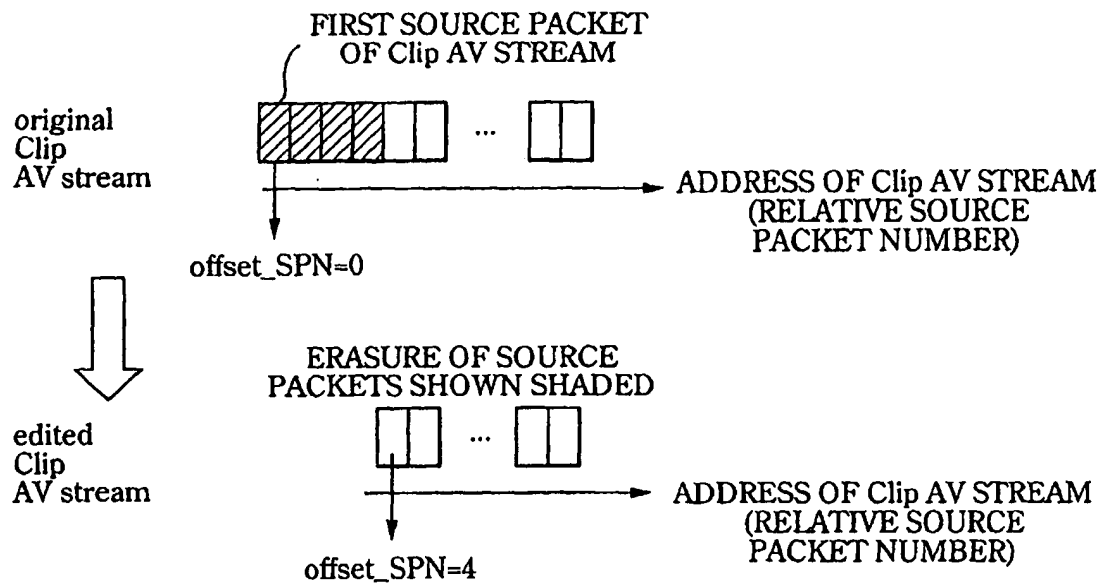 FIRST SOURCE PACKET
OF Clip AV STREAM
original
Clip
AV stream
...
ADDRESS OF Clip AV STREAM
(RELATIVE SOURCE
PACKET NUMBER)
offset_SPN=0
ERASURE OF SOURCE
PACKETS SHOWN SHADED
edited
Clip
AV stream
...
ADDRESS OF Clip AV STREAM
(RELATIVE SOURCE
PACKET NUMBER)
offset_SPN=4